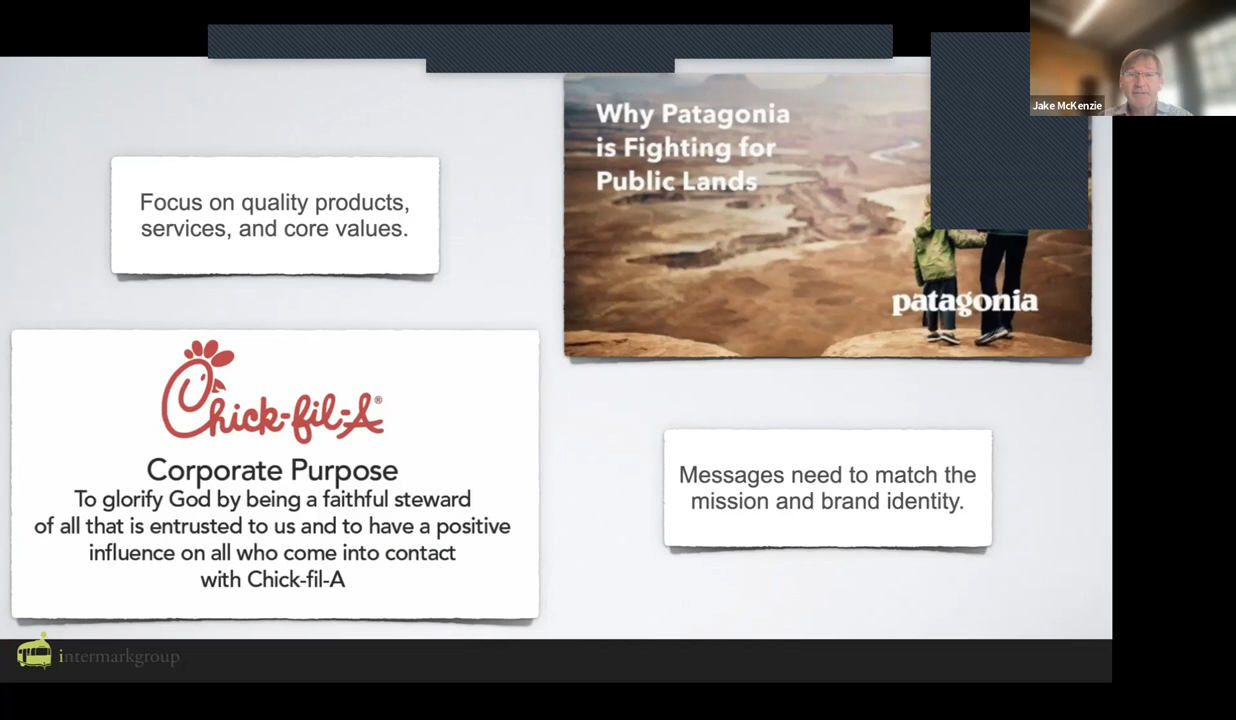 Jake McKenzie
Why Patagonia
is Fighting for
Public Lands
patagonia
Focus on quality products,
services, and core values.
Chick-fil-A®
Corporate Purpose
To glorify God by being a faithful steward
of all that is entrusted to us and to have a positive
influence on all who come into contact
with Chick-fil-A
Messages need to match the
mission and brand identity.
intermarkgroup